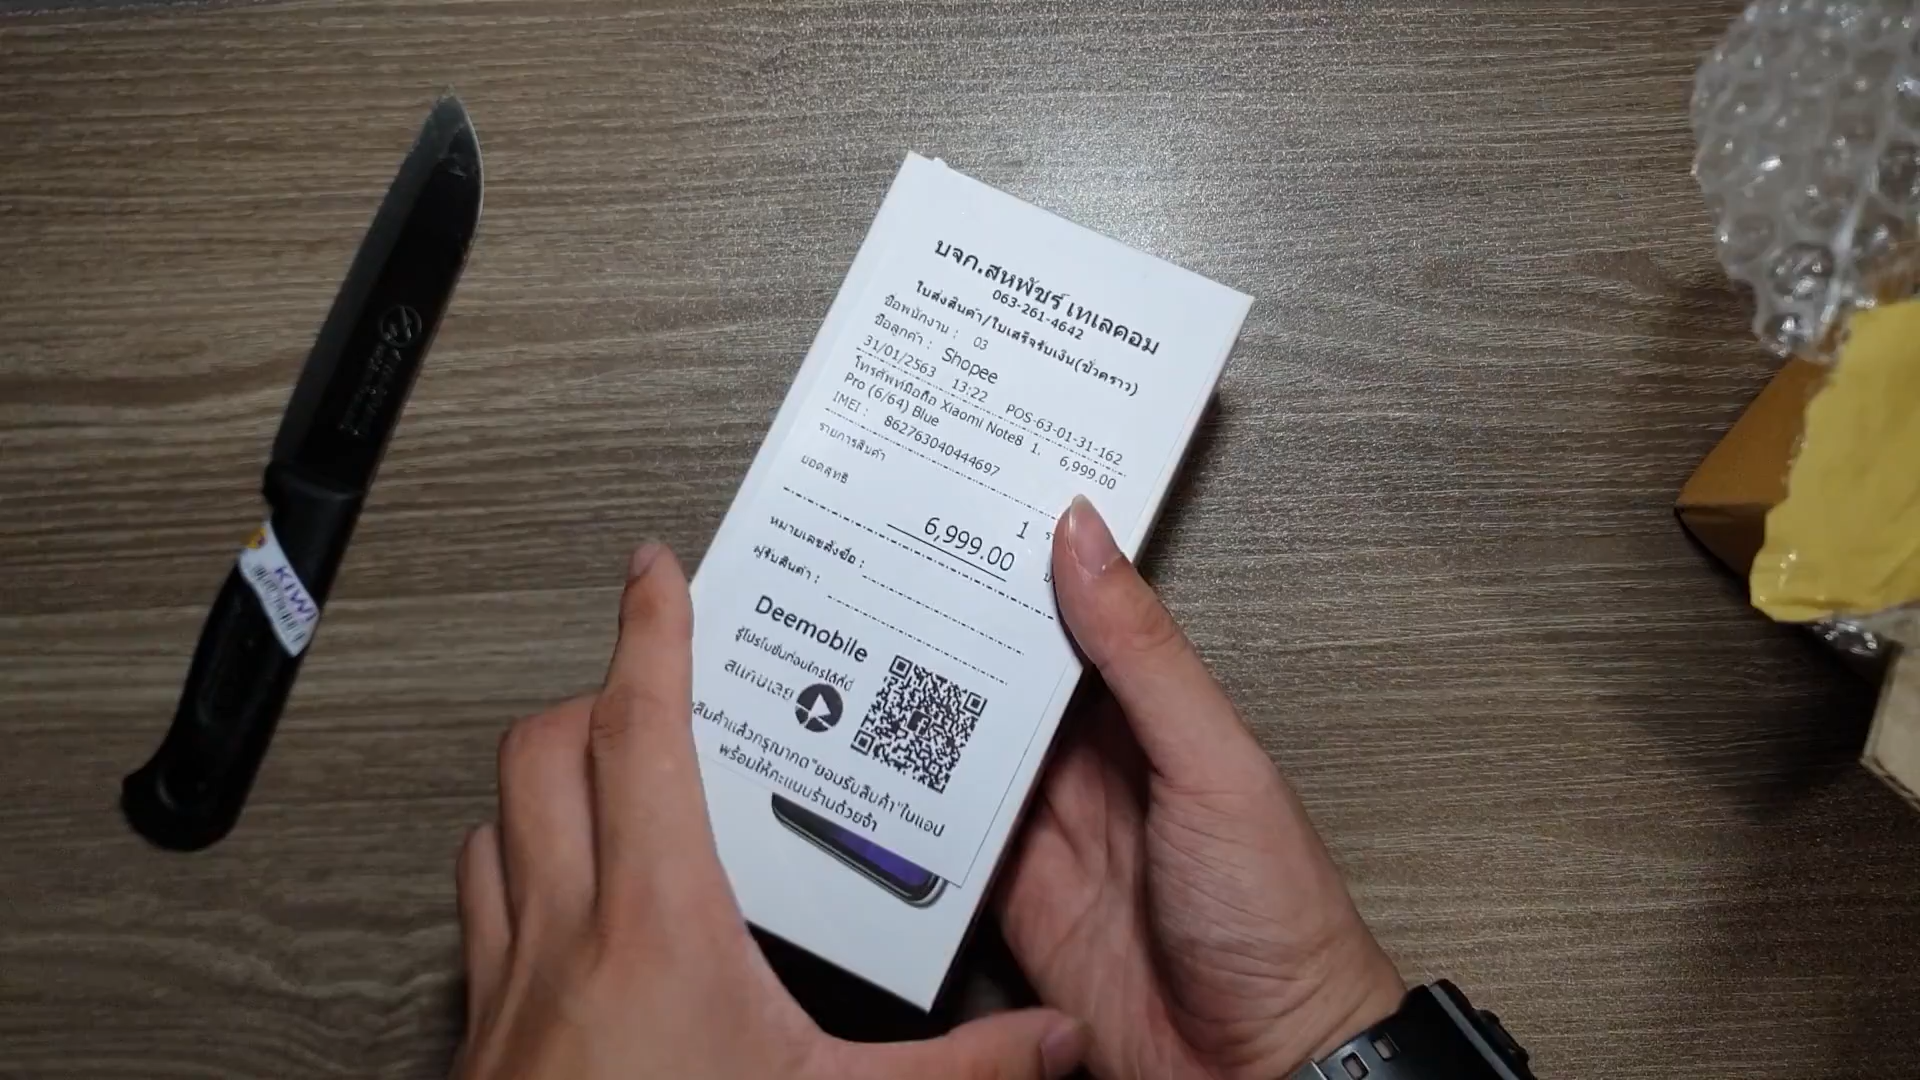 บจก.สหพัชร์ เทเลคอม
063-261-4642
ใบส่งสินค้า/ใบเสร็จรับเงิน(ชั่วคราว)
ชื่อพนักงาน : 03
ชื่อลูกค้า : Shopee
31/01/2563 13:22 POS-63-01-31-162
โทรศัพท์มือถือ Xiaomi Note8 1. 6,999.00
Pro (6/64) Blue
IMEI : 862763040444697
รายการสินค้า 1
ยอดสุทธิ 6,999.00
หมายเลขสั่งซื้อ :
ผู้รับสินค้า :
Deemobile
รู้โปรโมชั่นก่อนใครได้ที่นี่
สแกนเลย
สินค้าแล้วกรุณากด"ยอมรับสินค้า"ในแอป
พร้อมให้คะแนนร้านด้วยจ้า
KIWI